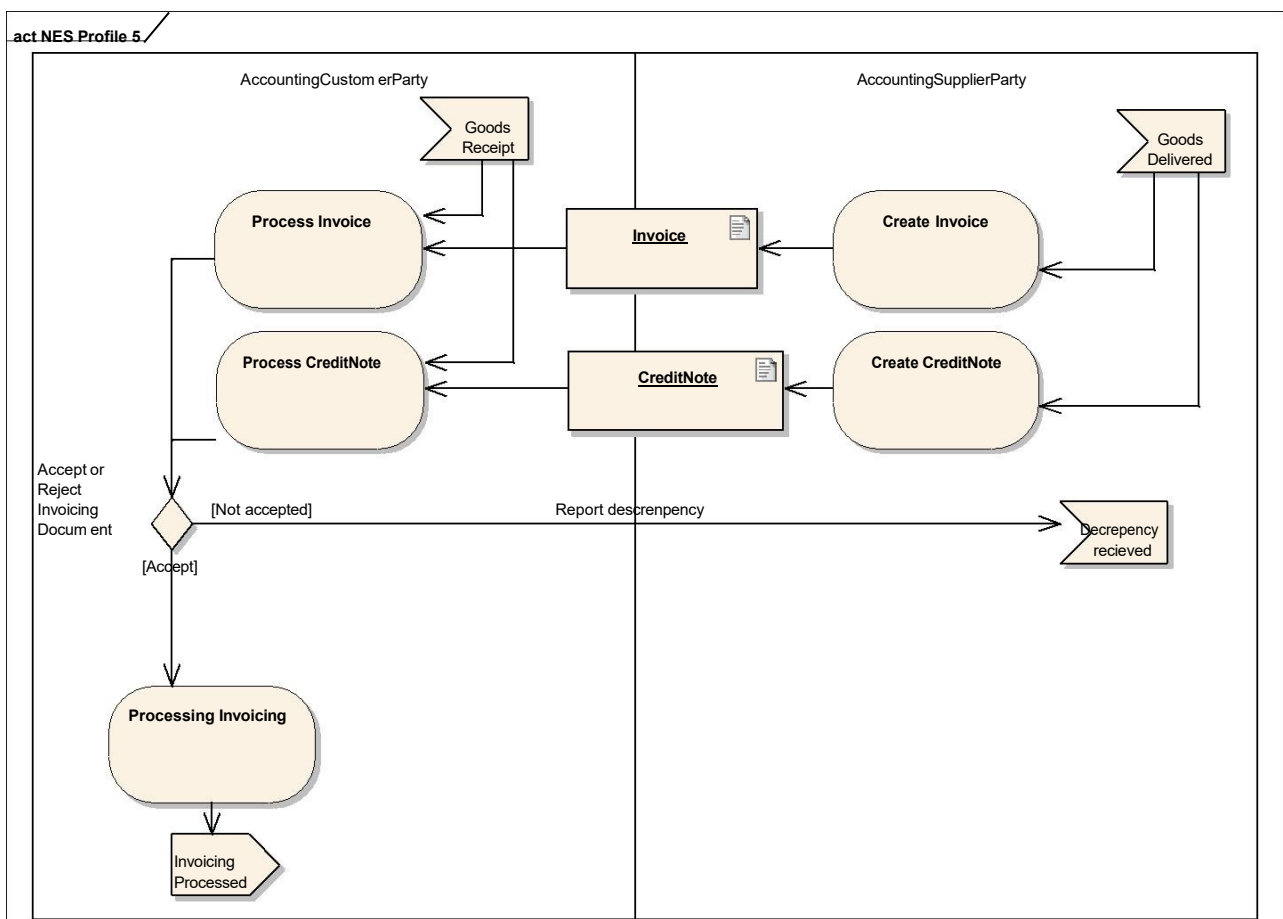 act NES Profile 5
AccountingCustom erParty
AccountingSupplierParty
Goods
Receipt
Goods
Delivered
Process Invoice
Invoice
Create Invoice
Process CreditNote
CreditNote
Create CreditNote
Accept or
Reject
Invoicing
Docum ent
[Not accepted]
Report descrenpency
Decrepency
recieved
[Accept]
Processing Invoicing
Invoicing
Processed